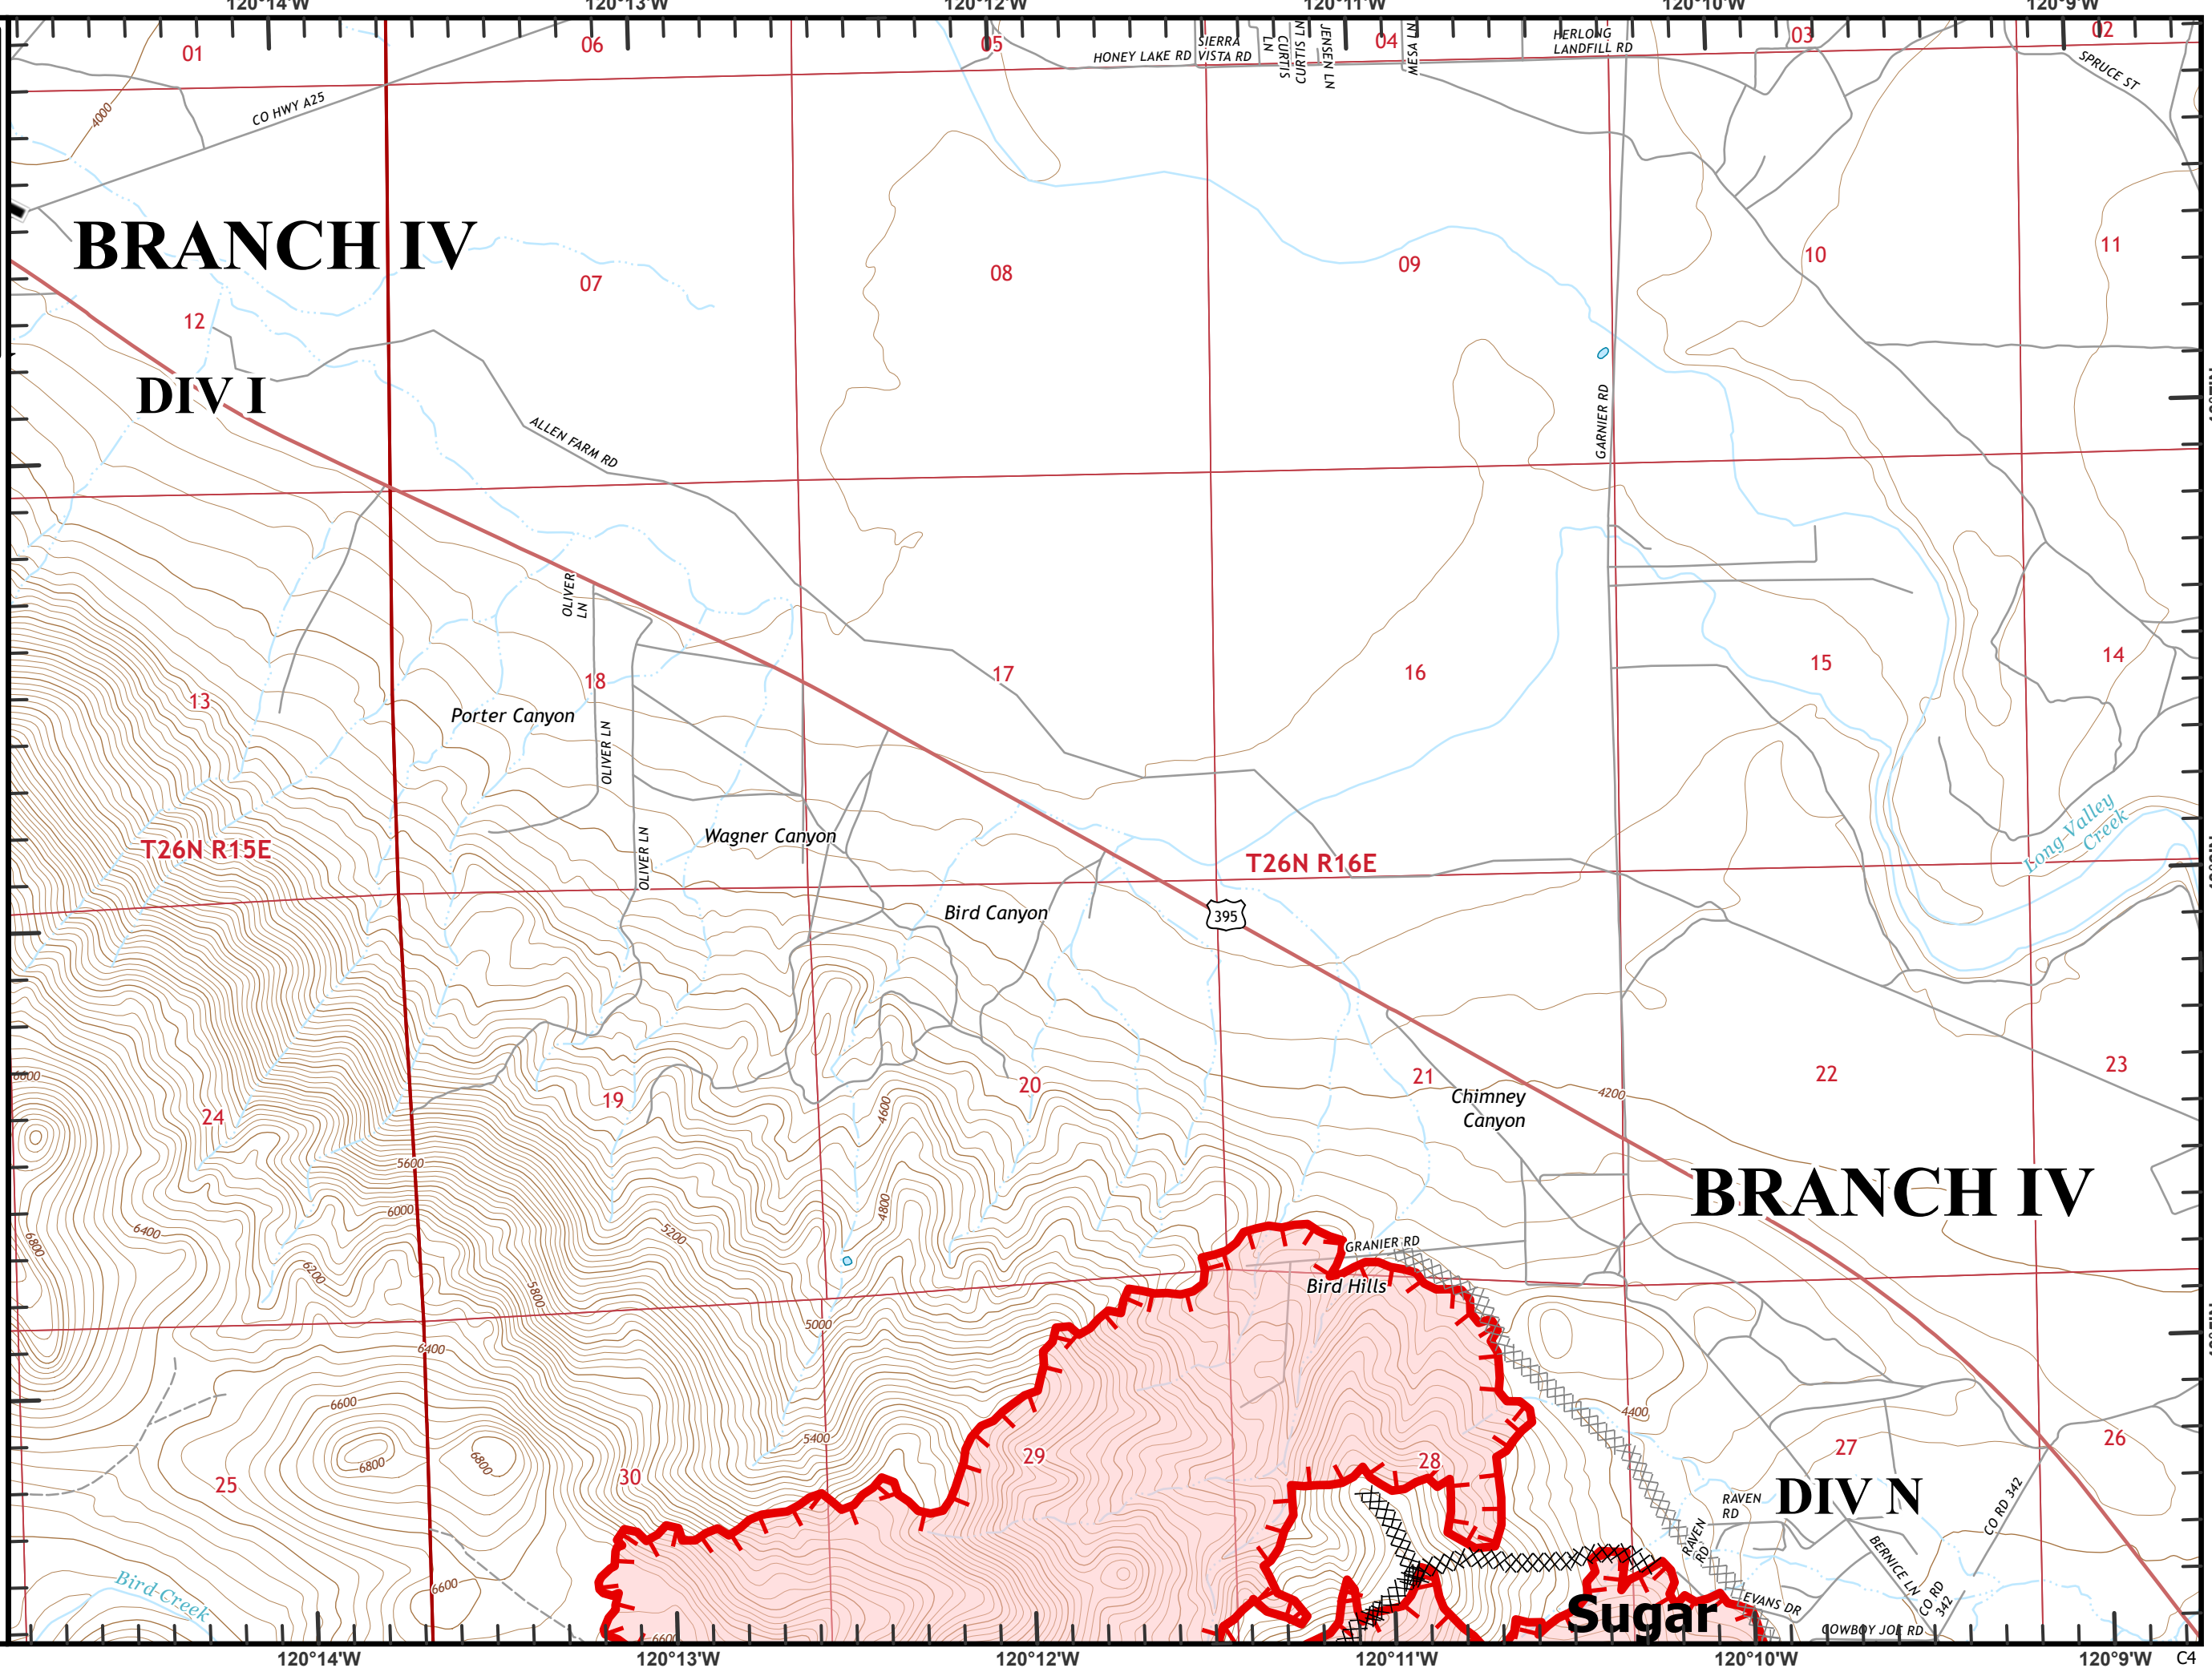 120°14'W
120°13'W
120°12'W
120°11'W
120°10'W
120°9'W
01
06
05
04
03
02
HONEY LAKE RD
SIERRA
VISTA RD
CURTIS
LN
CURTIS LN
JENSEN LN
MESA LN
HERLONG
LANDFILL RD
SPRUCE ST
CO HWY A25
4000
BRANCH IV
07
08
09
10
11
12
DIV I
GARNIER RD
ALLEN FARM RD
OLIVER
LN
13
18
17
16
15
14
Porter Canyon
OLIVER LN
Wagner Canyon
OLIVER LN
T26N R15E
T26N R16E
Long Valley
Creek
Bird Canyon
395
6600
24
19
20
21
22
23
4600
4200
Chimney
Canyon
5600
6000
4800
BRANCH IV
6400
6800
5200
6200
5800
GRANIER RD
Bird Hills
5000
6400
6600
4400
5400
6800
6800
25
30
29
28
27
26
DIV N
RAVEN
RD
CO RD 342
RAVEN
RD
BERNICE LN
Bird Creek
6600
CO RD
342
EVANS DR
Sugar
COWBOY JOE RD
6600
120°14'W
120°13'W
120°12'W
120°11'W
120°10'W
120°9'W
C4